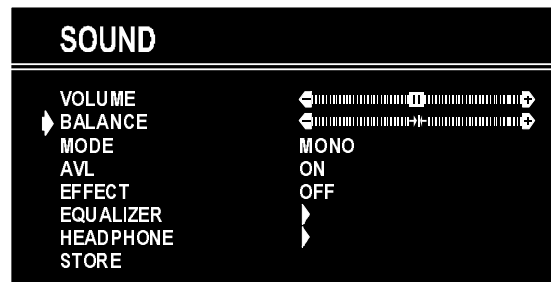 SOUND
VOLUME
BALANCE
MODE MONO
AVL ON
EFFECT OFF
EQUALIZER
HEADPHONE
STORE